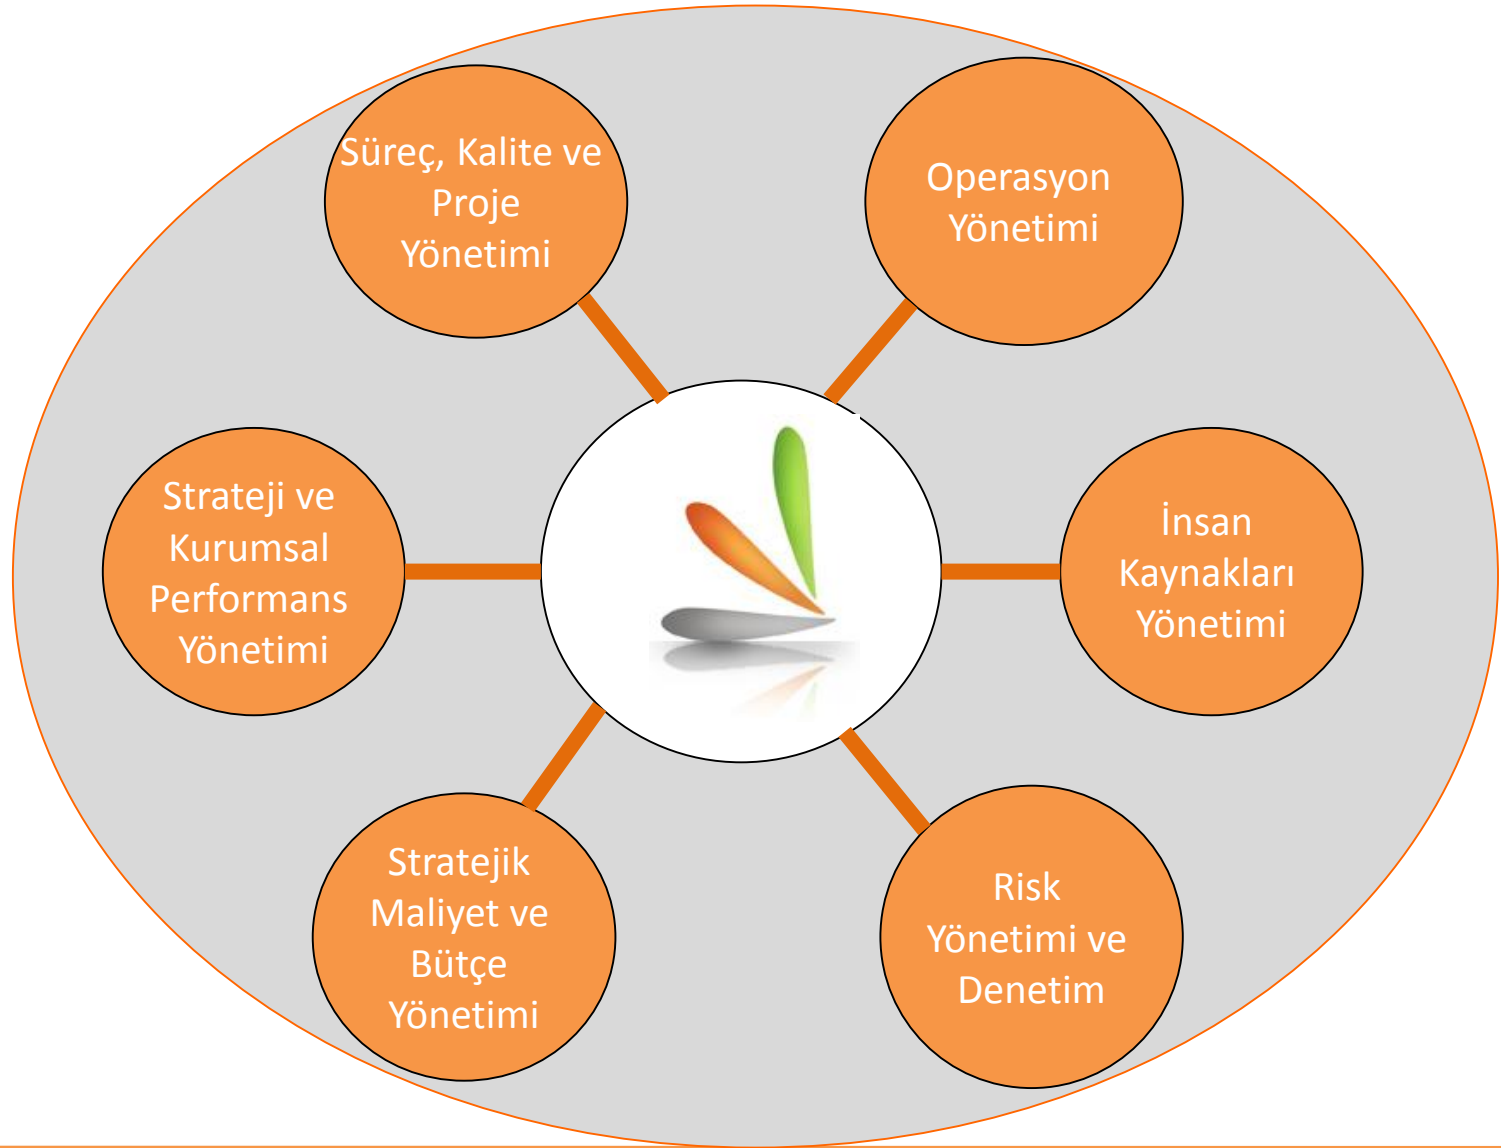 Süreç, Kalite ve
Proje
Yönetimi
Operasyon
Yönetimi
Strateji ve
Kurumsal
Performans
Yönetimi
İnsan
Kaynakları
Yönetimi
Stratejik
Maliyet ve
Bütçe
Yönetimi
Risk
Yönetimi ve
Denetim